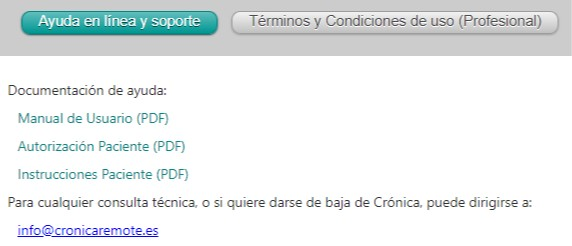 Ayuda en línea y soporte
Términos y Condiciones de uso (Profesional)
Documentación de ayuda:
Manual de Usuario (PDF)
Autorización Paciente (PDF)
Instrucciones Paciente (PDF)
Para cualquier consulta técnica, o si quiere darse de baja de Crónica, puede dirigirse a:
info@cronicaremote.es